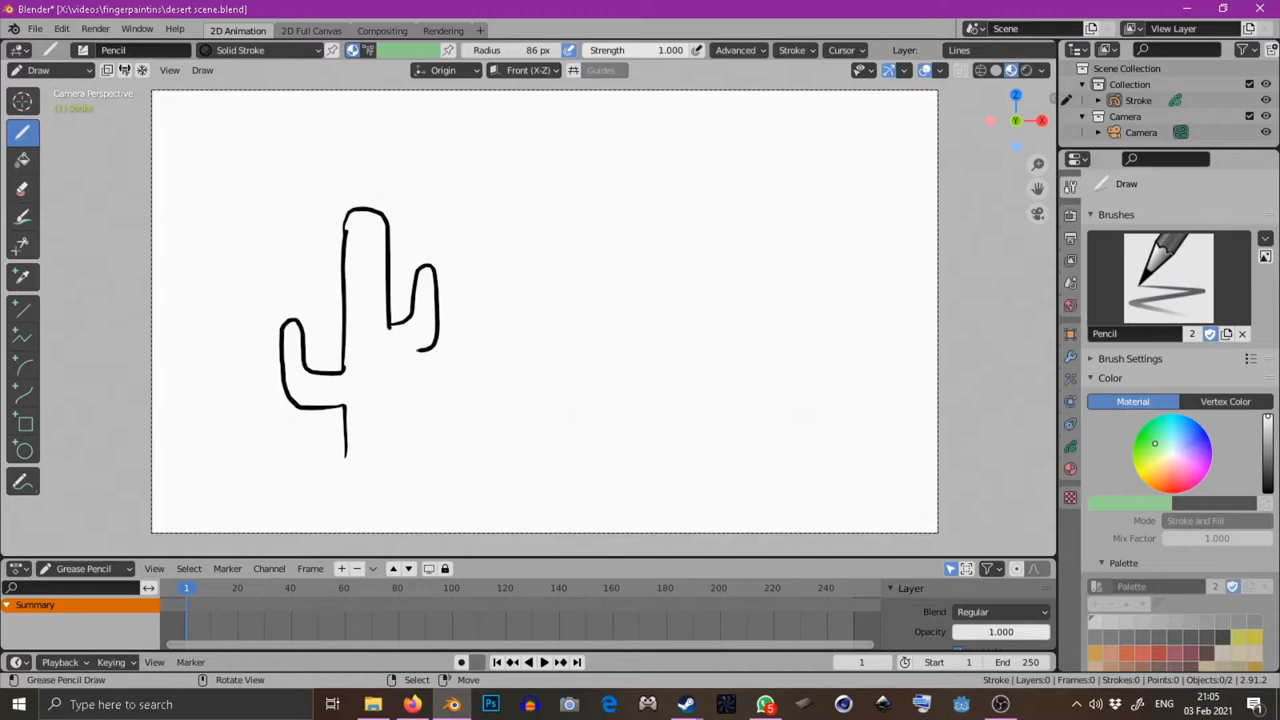 Blender* [X:\videos\fingerpaintins\desert scene.blend]
File Edit Render Window Help 2D Animation 2D Full Canvas Compositing Rendering + Scene View Layer
Pencil Solid Stroke Radius 86 px Strength 1.000 Advanced Stroke Cursor Layer: Lines
Draw View Draw Origin Front (X-Z) Guides
Scene Collection
Collection
Stroke
Camera
Camera
Camera Perspective
(1) Stroke
Z
Y
X
Draw
Brushes
Pencil 2
Brush Settings
Color
Material Vertex Color
Mode Stroke and Fill
Mix Factor 1.000
Palette
Palette 2
Grease Pencil View Select Marker Channel Frame
1 20 40 60 80 100 120 140 160 180 200 220 240
Summary
Layer
Blend Regular
Opacity 1.000
Playback Keying View Marker 1 Start 1 End 250
Grease Pencil Draw Rotate View Select Move Stroke | Layers:0 | Frames:0 | Strokes:0 | Points:0 | Objects:0/2 | 2.91.2
Type here to search Ps 5 ENG 21:05
03 Feb 2021 1